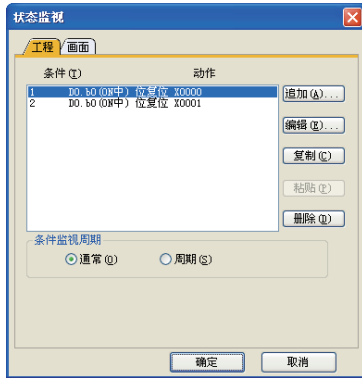 状态监视
工程 画面
条件(T) 动作
1 D0.b0(ON中) 位复位 X0000
2 D0.b0(ON中) 位复位 X0001
追加(A)...
编辑(E)...
复制(C)
粘贴(P)
删除(D)
条件监视周期
通常(O) 周期(S)
确定 取消